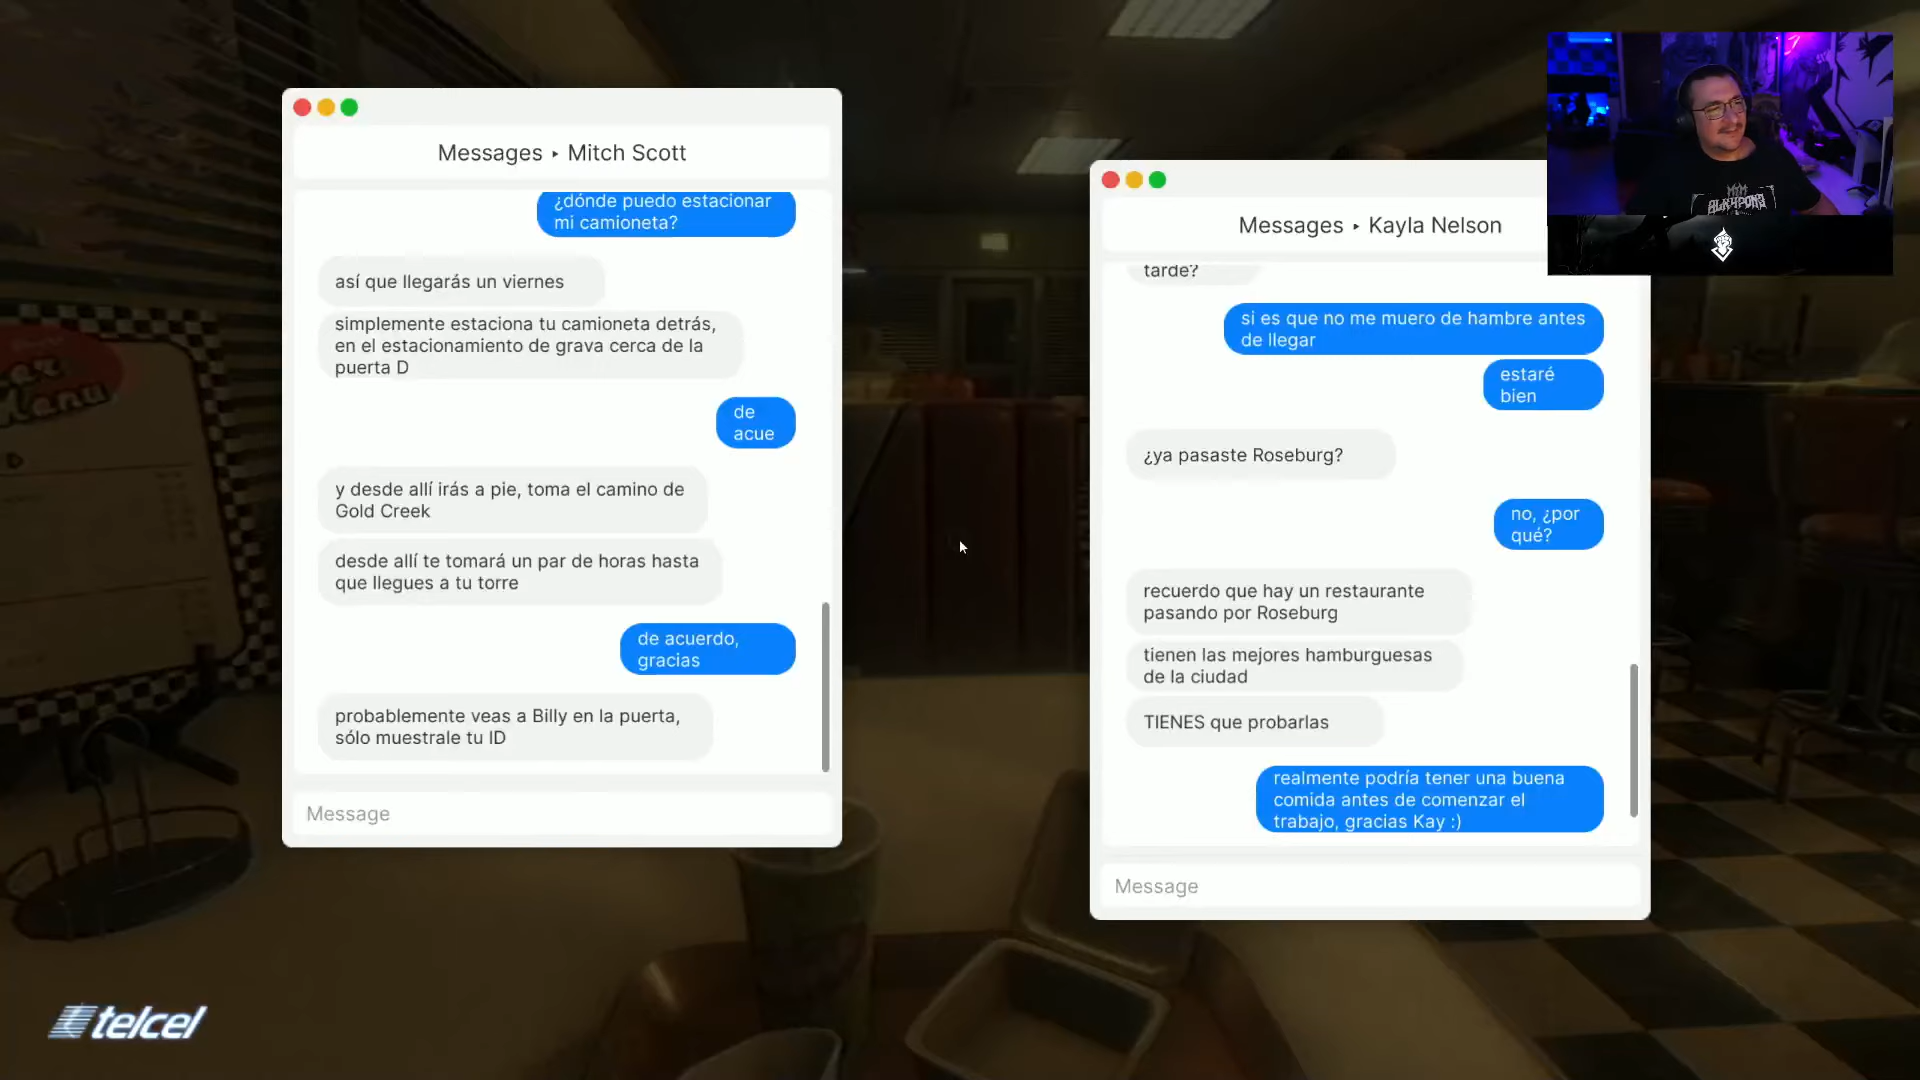 Messages ▸ Mitch Scott
¿dónde puedo estacionar
mi camioneta?
así que llegarás un viernes
simplemente estaciona tu camioneta detrás,
en el estacionamiento de grava cerca de la
puerta D
de
acue
y desde allí irás a pie, toma el camino de
Gold Creek
desde allí te tomará un par de horas hasta
que llegues a tu torre
de acuerdo,
gracias
probablemente veas a Billy en la puerta,
sólo muestrale tu ID
Message
Messages ▸ Kayla Nelson
tarde?
si es que no me muero de hambre antes
de llegar
estaré
bien
¿ya pasaste Roseburg?
no, ¿por
qué?
recuerdo que hay un restaurante
pasando por Roseburg
tienen las mejores hamburguesas
de la ciudad
TIENES que probarlas
realmente podría tener una buena
comida antes de comenzar el
trabajo, gracias Kay :)
Message
Menu
telcel